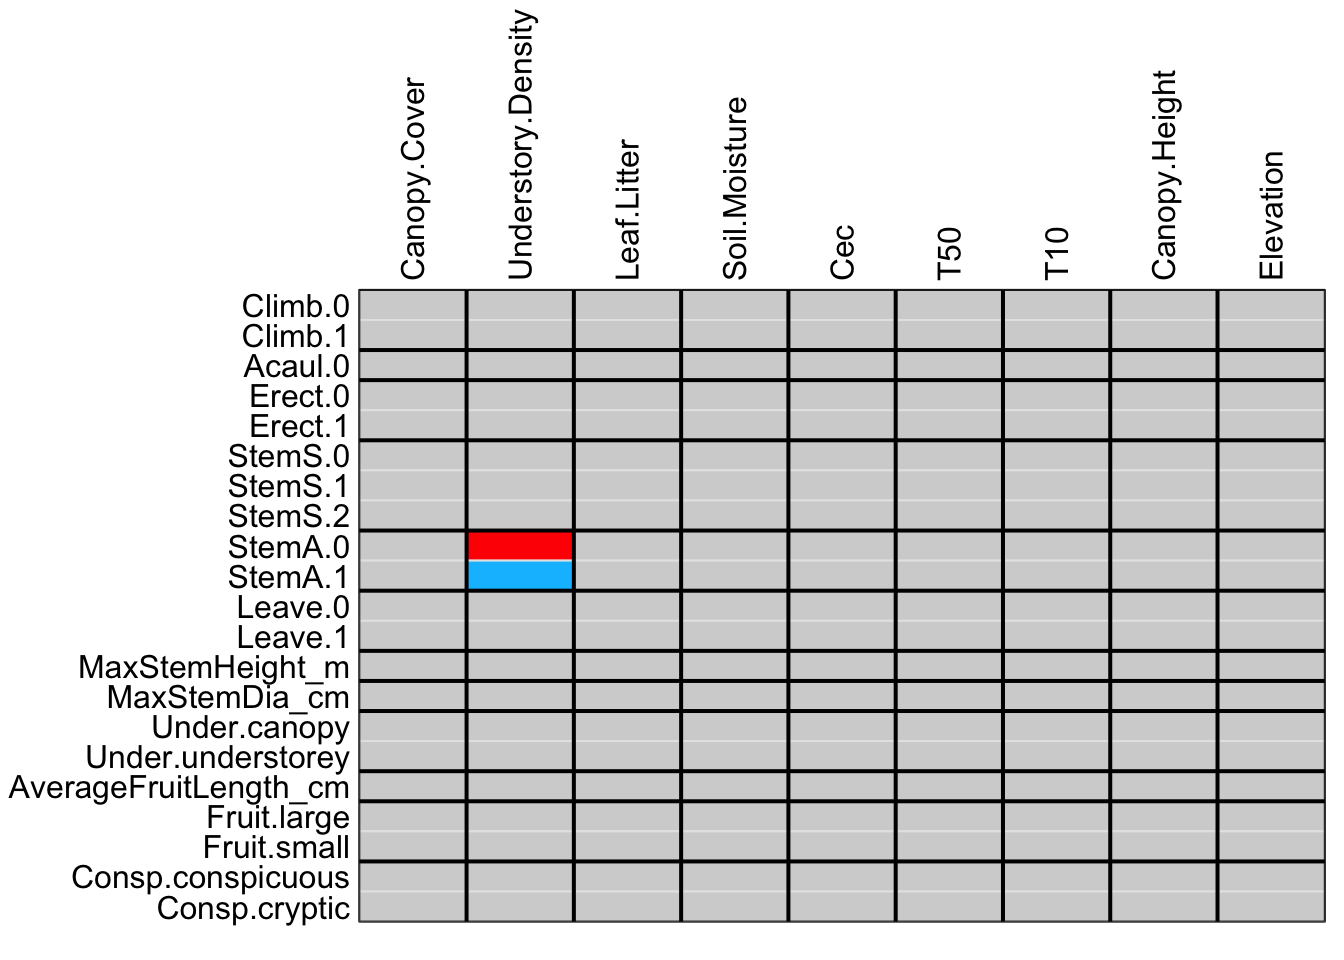 Canopy.Cover
Understory.Density
Leaf.Litter
Soil.Moisture
Cec
T50
T10
Canopy.Height
Elevation
Climb.0
Climb.1
Acaul.0
Erect.0
Erect.1
StemS.0
StemS.1
StemS.2
StemA.0
StemA.1
Leave.0
Leave.1
MaxStemHeight_m
MaxStemDia_cm
Under.canopy
Under.understorey
AverageFruitLength_cm
Fruit.large
Fruit.small
Consp.conspicuous
Consp.cryptic